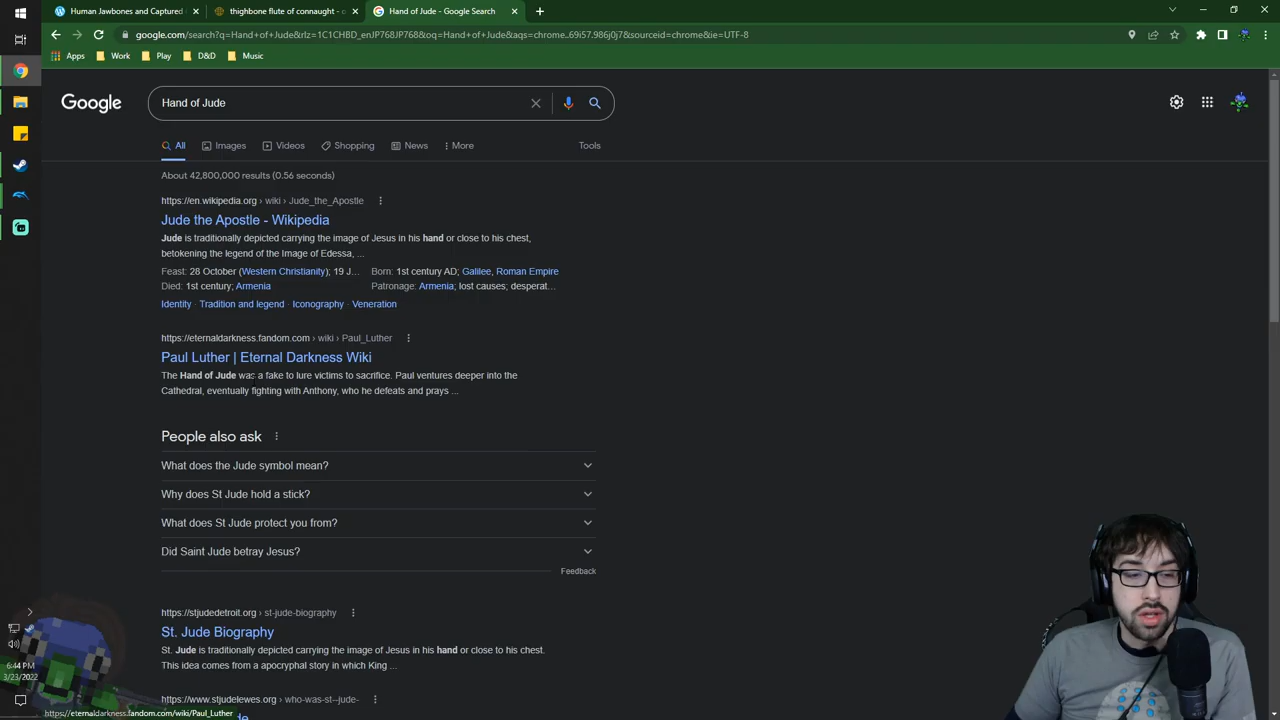 Human Jawbones and Captured
thighbone flute of connaught -
Hand of Jude - Google Search
google.com/search?q=Hand+of+Jude&rlz=1C1CHBD_enJP768JP768&oq=Hand+of+Jude&aqs=chrome..69i57.986j0j7&sourceid=chrome&ie=UTF-8
Apps Work Play D&D Music
Google
Hand of Jude
All Images Videos Shopping News More Tools
About 42,800,000 results (0.56 seconds)
https://en.wikipedia.org › wiki › Jude_the_Apostle
Jude the Apostle - Wikipedia
Jude is traditionally depicted carrying the image of Jesus in his hand or close to his chest,
betokening the legend of the Image of Edessa, ...
Feast: 28 October (Western Christianity); 19 J... Born: 1st century AD; Galilee, Roman Empire
Died: 1st century; Armenia Patronage: Armenia; lost causes; desperat...
Identity · Tradition and legend · Iconography · Veneration
https://eternaldarkness.fandom.com › wiki › Paul_Luther
Paul Luther | Eternal Darkness Wiki
The Hand of Jude was a fake to lure victims to sacrifice. Paul ventures deeper into the
Cathedral, eventually fighting with Anthony, who he defeats and prays ...
People also ask
What does the Jude symbol mean?
Why does St Jude hold a stick?
What does St Jude protect you from?
Did Saint Jude betray Jesus?
Feedback
https://stjudedetroit.org › st-jude-biography
St. Jude Biography
St. Jude is traditionally depicted carrying the image of Jesus in his hand or close to his chest.
This idea comes from a apocryphal story in which King ...
https://www.stjudelewes.org › who-was-st--jude-
6:44 PM
3/23/2022
https://eternaldarkness.fandom.com/wiki/Paul_Luther